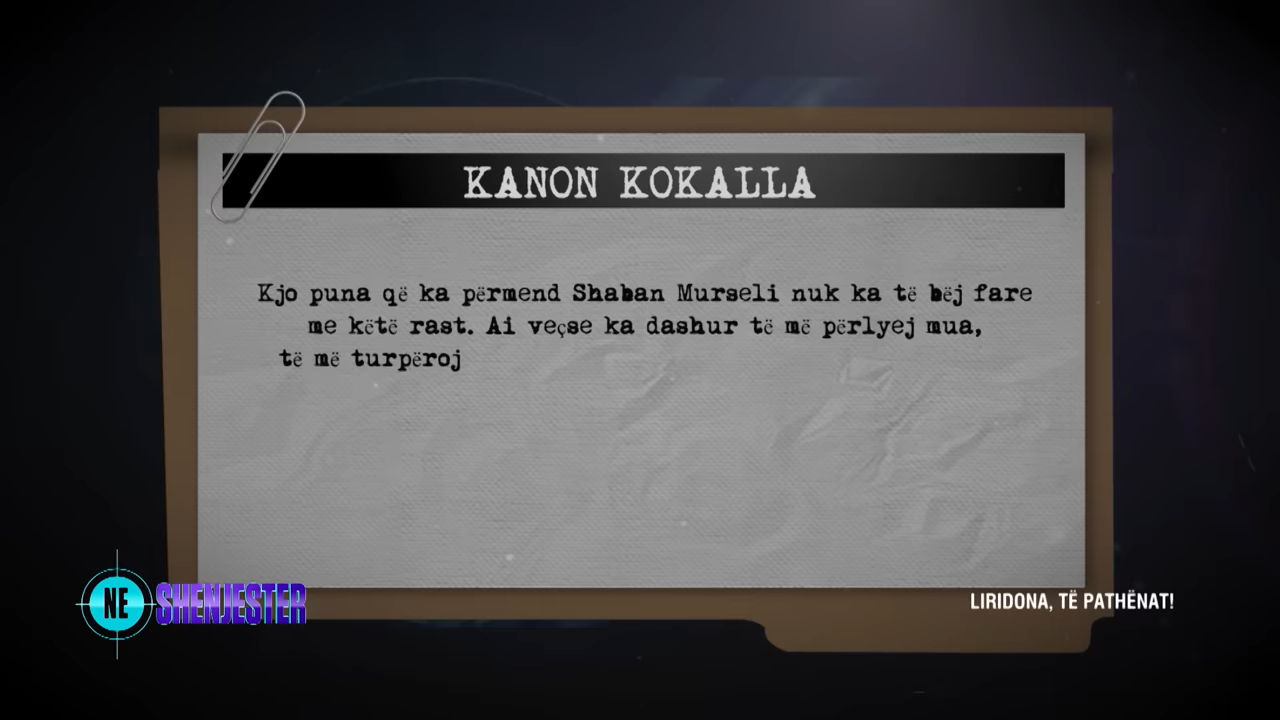 KANON KOKALLA
Kjo puna që ka përmend Shaban Murseli nuk ka të bëj fare
me këtë rast. Ai veçse ka dashur të më përlyej mua,
të më turpëroj
NE SHENJESTER
LIRIDONA, TË PATHËNAT!